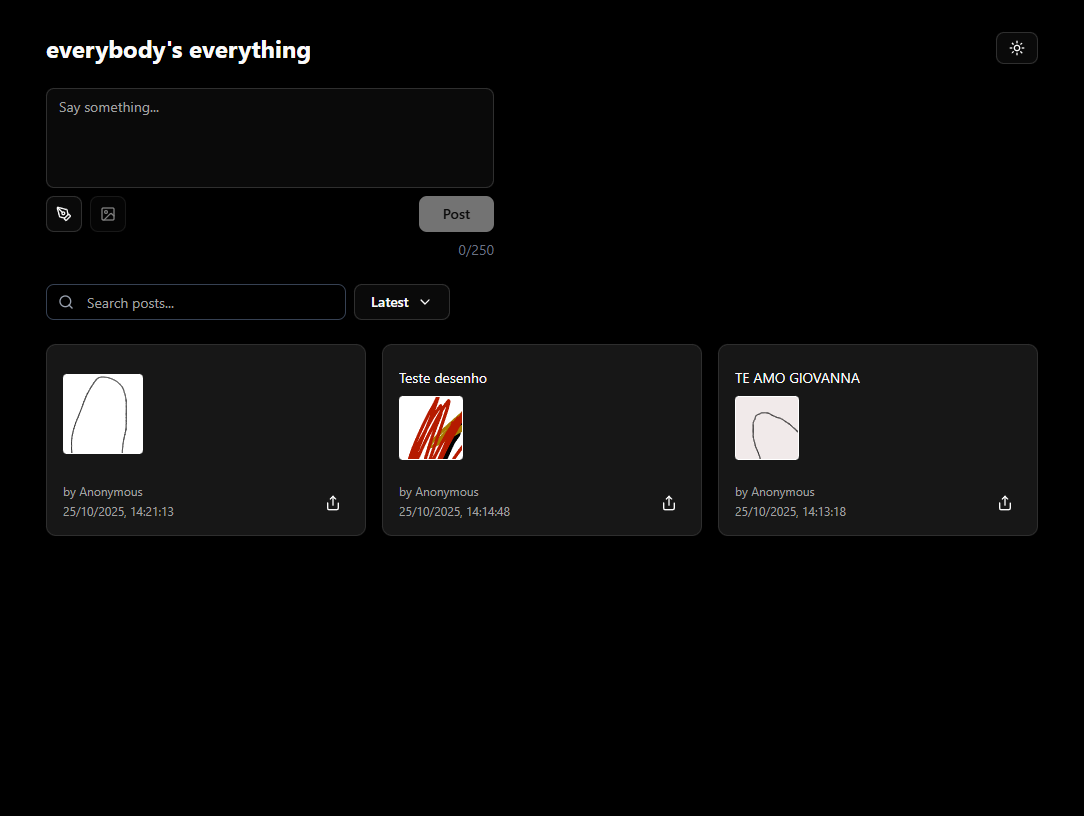 everybody's everything
Say something...
Post
0/250
Search posts...
Latest
by Anonymous
25/10/2025, 14:21:13
Teste desenho
by Anonymous
25/10/2025, 14:14:48
TE AMO GIOVANNA
by Anonymous
25/10/2025, 14:13:18